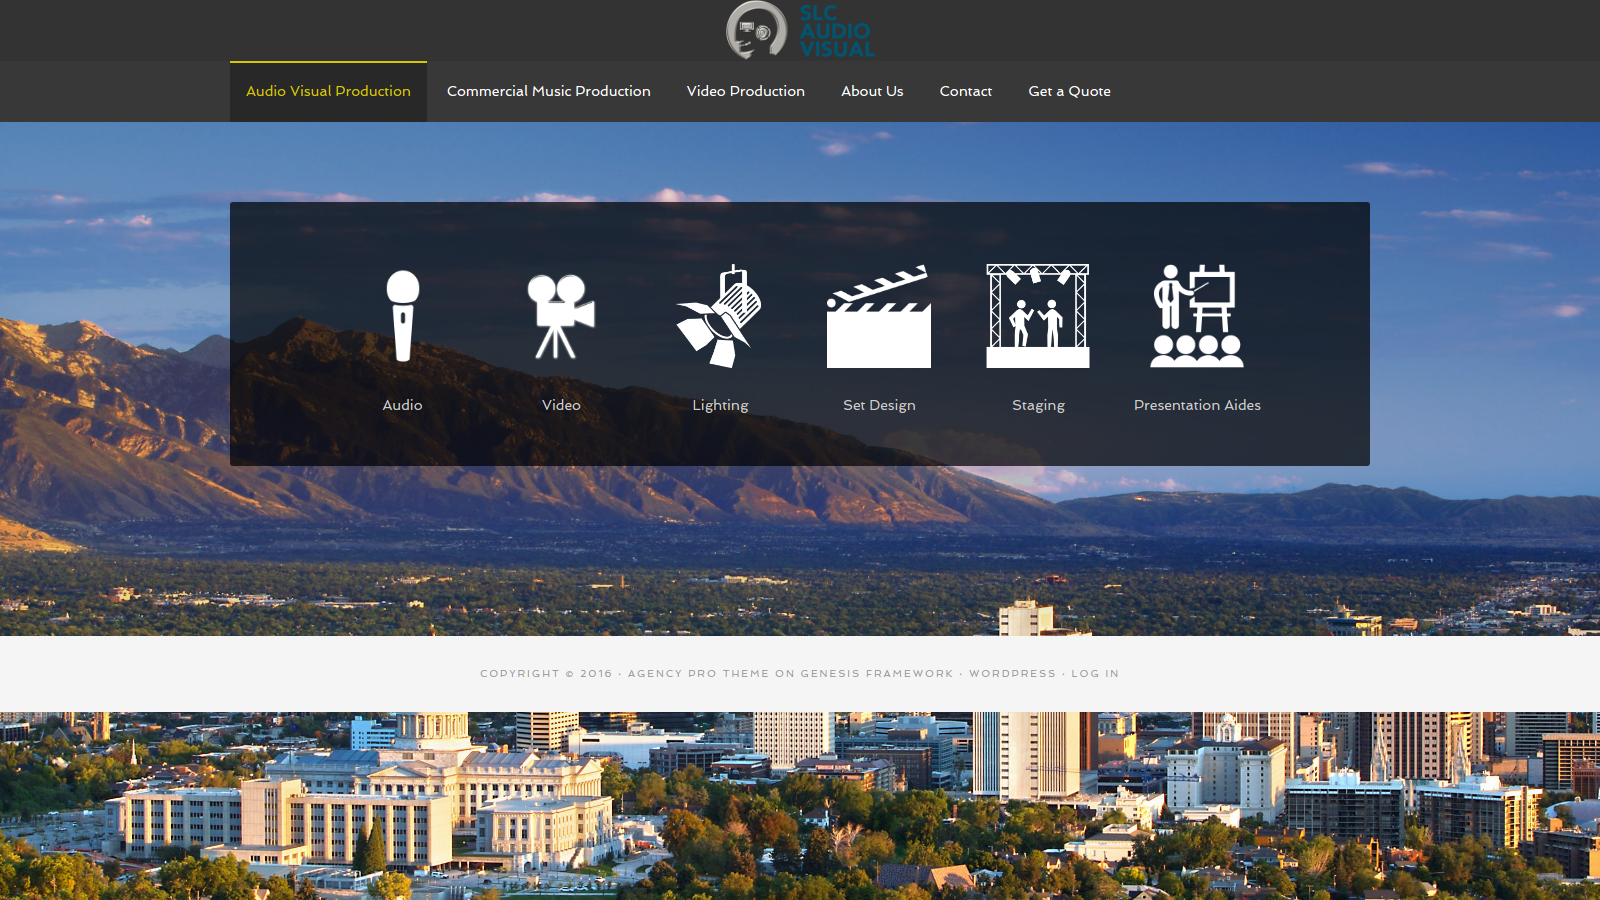 SLC
AUDIO
VISUAL
Audio Visual Production Commercial Music Production Video Production About Us Contact Get a Quote
Audio Video Lighting Set Design Staging Presentation Aides
COPYRIGHT © 2016 · AGENCY PRO THEME ON GENESIS FRAMEWORK · WORDPRESS · LOG IN